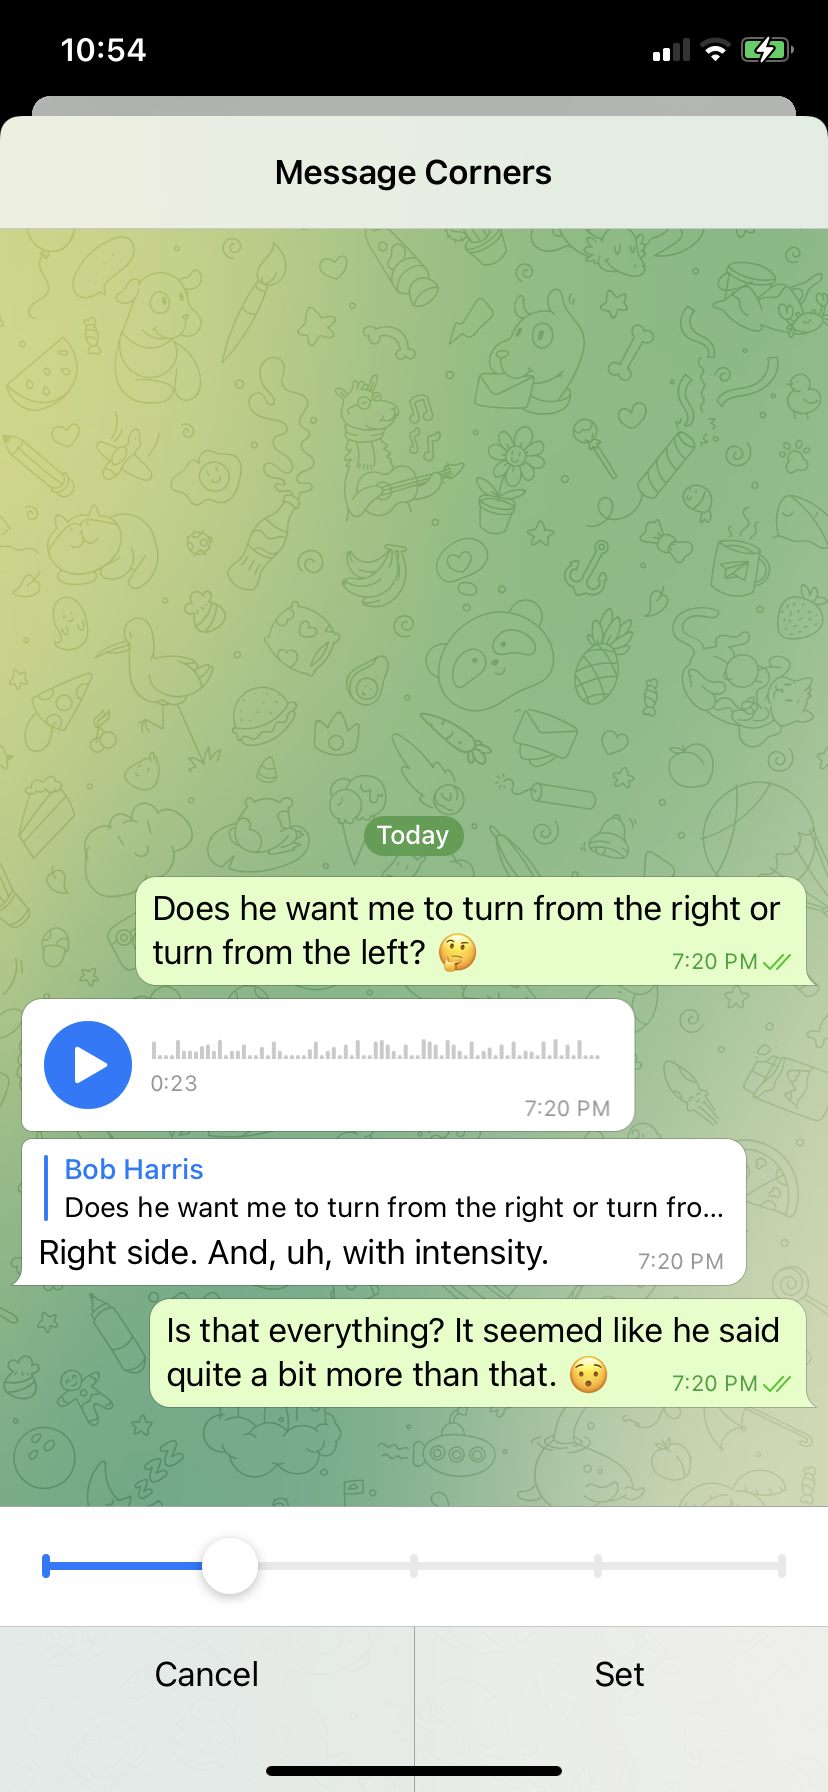 10:54
Message Corners
Today
Does he want me to turn from the right or
turn from the left? 🤔
7:20 PM
0:23
7:20 PM
Bob Harris
Does he want me to turn from the right or turn fro...
Right side. And, uh, with intensity.
7:20 PM
Is that everything? It seemed like he said
quite a bit more than that. 😯
7:20 PM
Cancel
Set